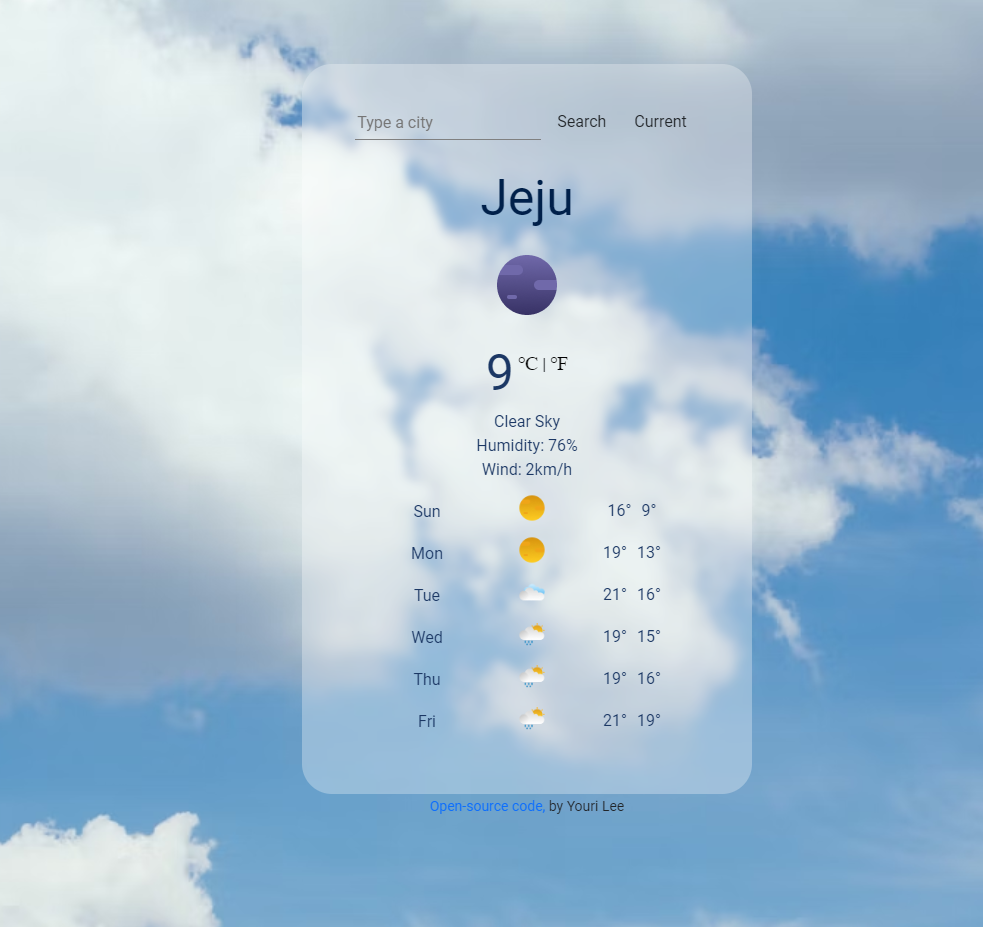 Type a city Search Current
Jeju
9 °C | °F
Clear Sky
Humidity: 76%
Wind: 2km/h
Sun 16° 9°
Mon 19° 13°
Tue 21° 16°
Wed 19° 15°
Thu 19° 16°
Fri 21° 19°
Open-source code, by Youri Lee